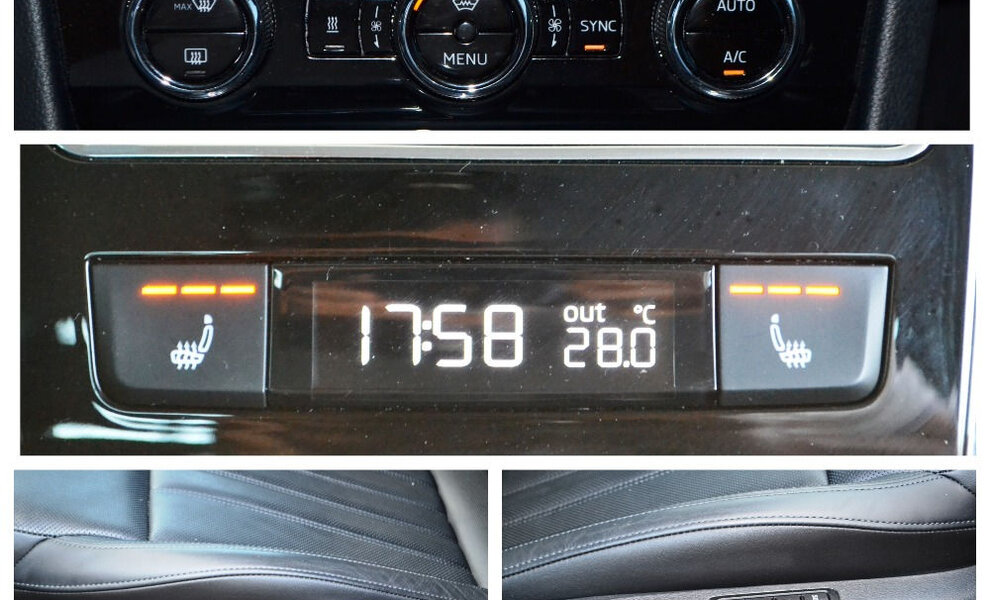 MAX
SYNC
AUTO
MENU
A/C
17:58
out °C
28.0